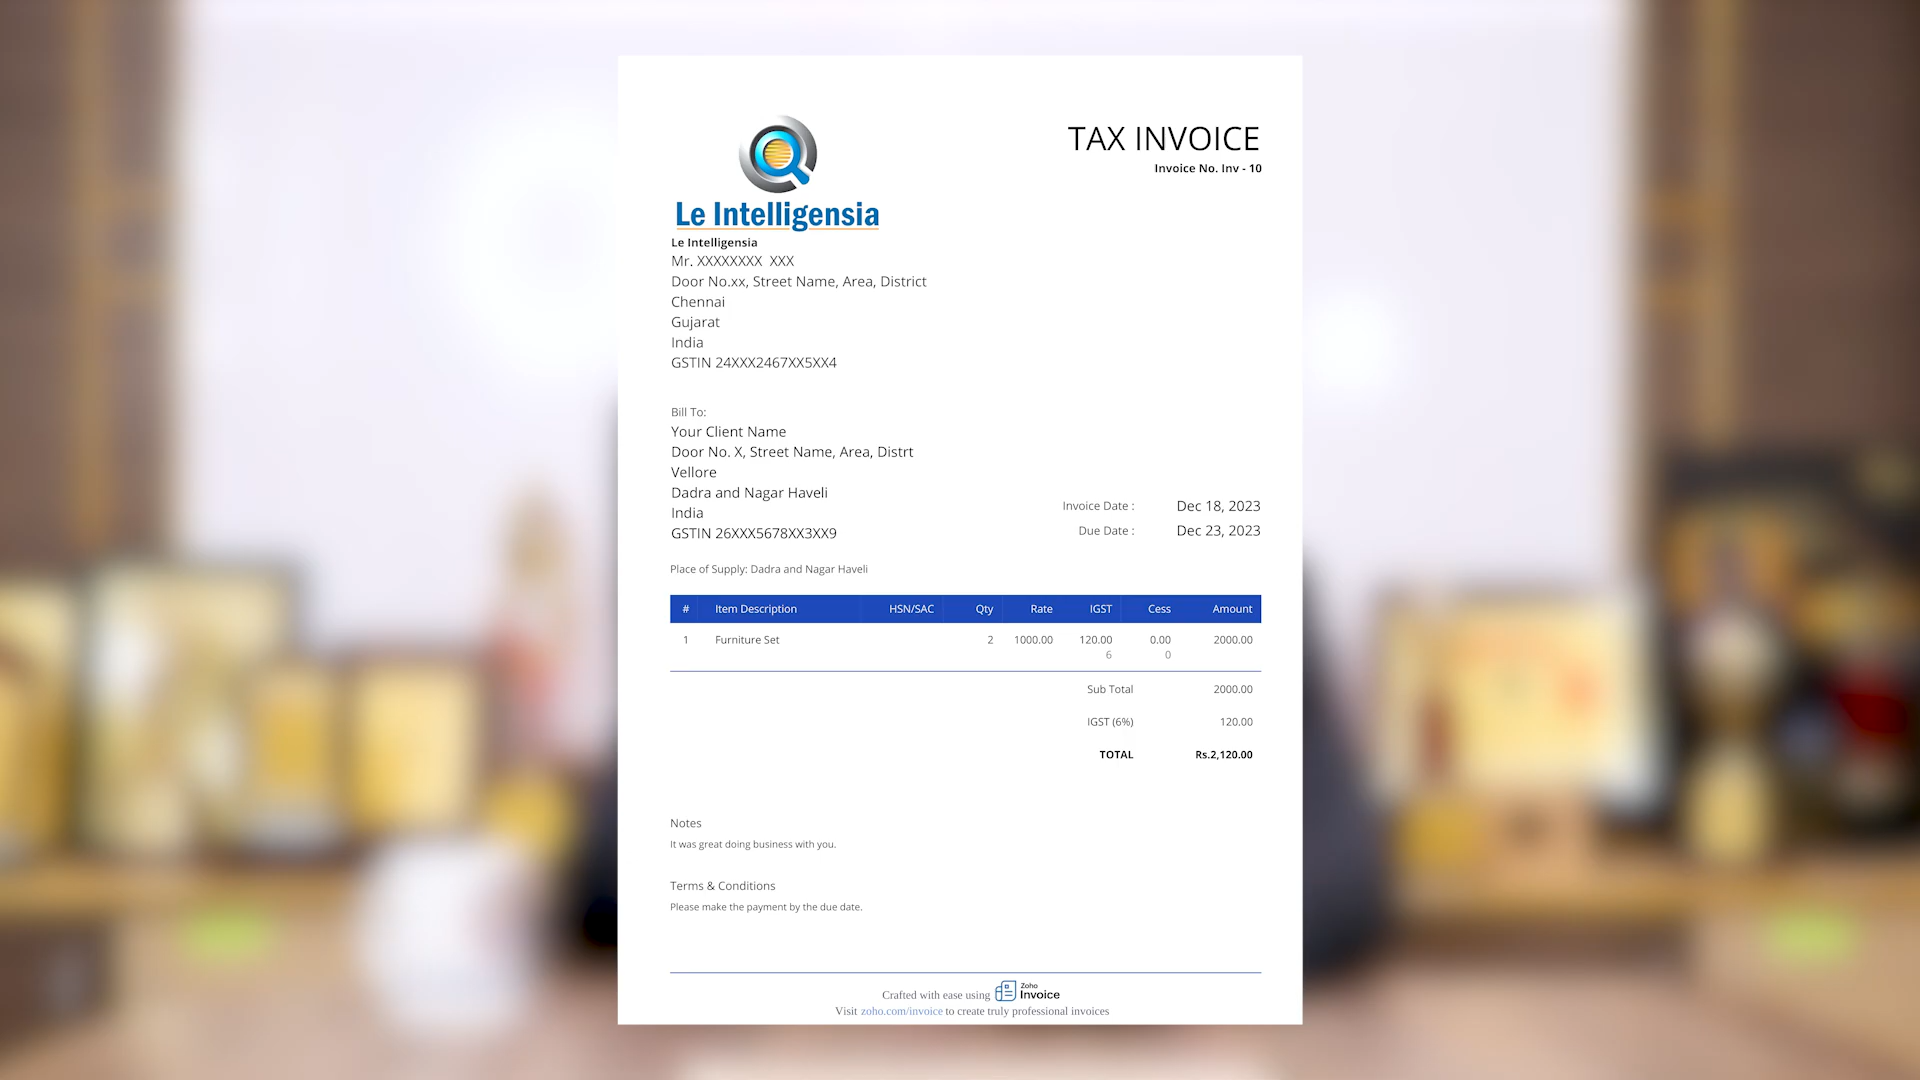 TAX INVOICE
Invoice No. Inv - 10
Le Intelligensia
Le Intelligensia
Mr. XXXXXXXX XXX
Door No.xx, Street Name, Area, District
Chennai
Gujarat
India
GSTIN 24XXX2467XX5XX4
Bill To:
Your Client Name
Door No. X, Street Name, Area, Distrt
Vellore
Dadra and Nagar Haveli
India
GSTIN 26XXX5678XX3XX9
Invoice Date : Dec 18, 2023
Due Date : Dec 23, 2023
Place of Supply: Dadra and Nagar Haveli
# Item Description HSN/SAC Qty Rate IGST Cess Amount
1 Furniture Set 2 1000.00 120.00 0.00 2000.00
6 0
Sub Total 2000.00
IGST (6%) 120.00
TOTAL Rs.2,120.00
Notes
It was great doing business with you.
Terms & Conditions
Please make the payment by the due date.
Crafted with ease using Zoho Invoice
Visit zoho.com/invoice to create truly professional invoices